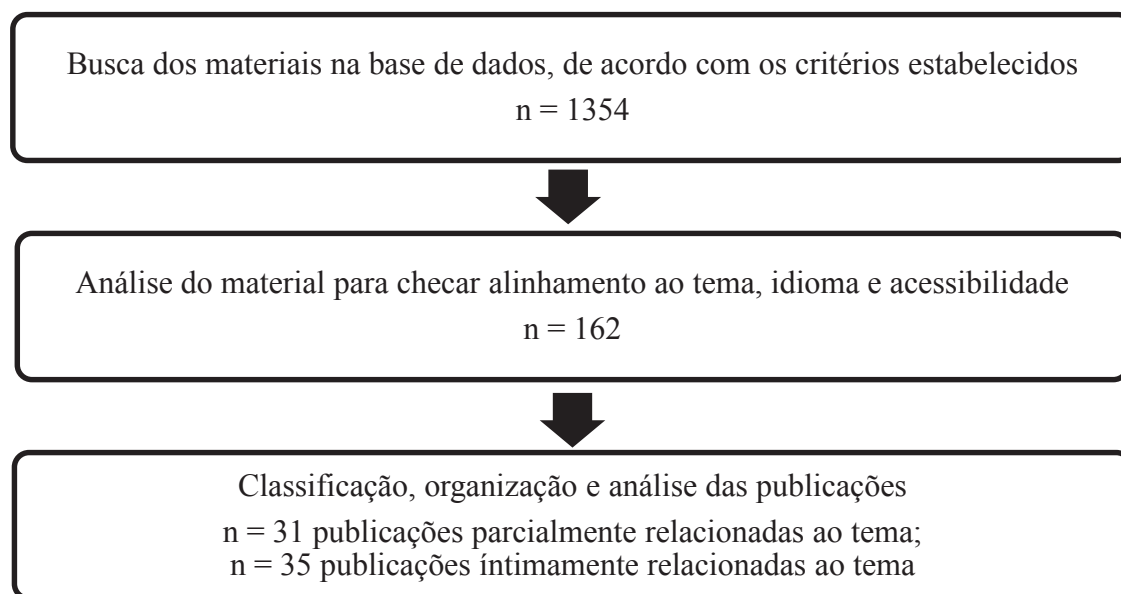 Busca dos materiais na base de dados, de acordo com os critérios estabelecidos
n = 1354
Análise do material para checar alinhamento ao tema, idioma e acessibilidade
n = 162
Classificação, organização e análise das publicações
n = 31 publicações parcialmente relacionadas ao tema;
n = 35 publicações íntimamente relacionadas ao tema